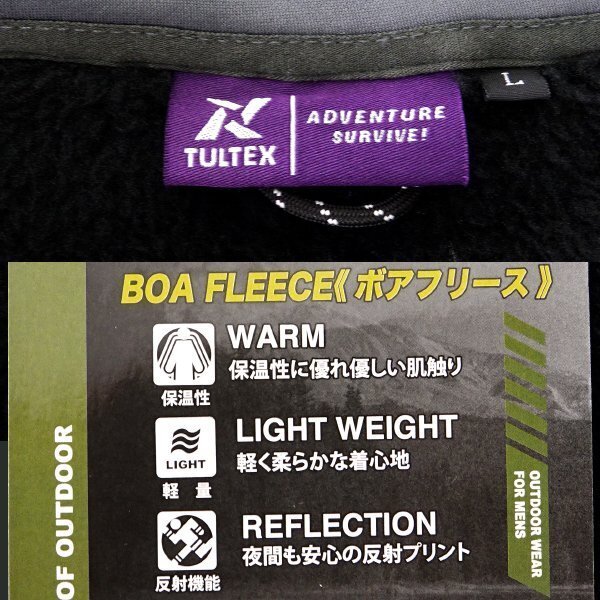 TULTEX
ADVENTURE
SURVIVE!
L
BOA FLEECE《ボアフリース》
WARM
保温性に優れ優しい肌触り
保温性
LIGHT WEIGHT
軽く柔らかな着心地
LIGHT
軽量
REFLECTION
夜間も安心の反射プリント
反射機能
OF OUTDOOR
OUTDOOR WEAR
FOR MENS